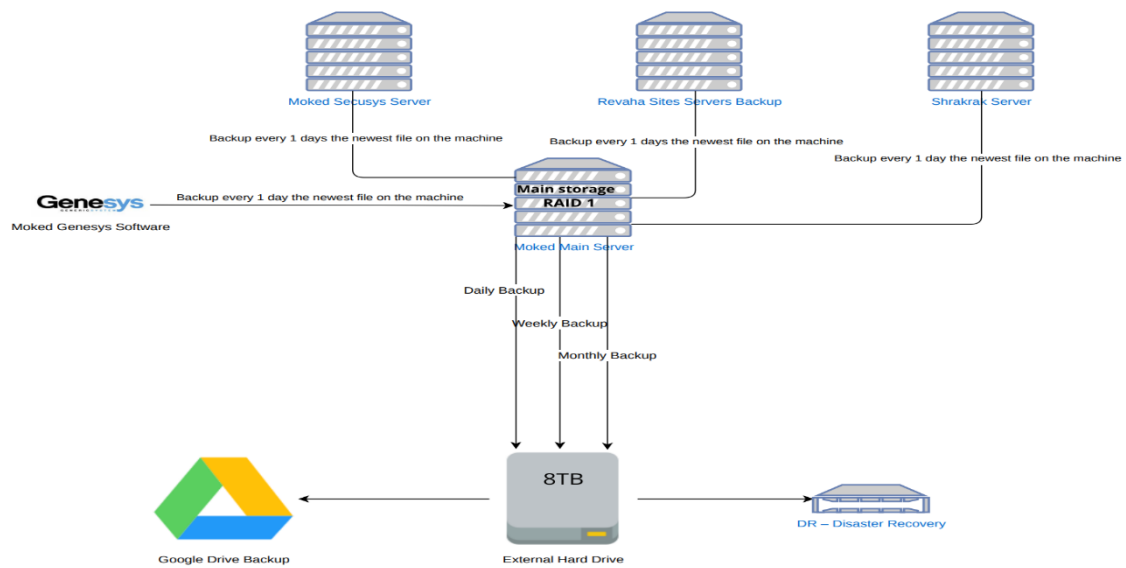 Moked Secusys Server
Revaha Sites Servers Backup
Shrakrak Server
Backup every 1 days the newest file on the machine
Backup every 1 days the newest file on the machine
Backup every 1 day the newest file on the machine
Genesys
Moked Genesys Software
Backup every 1 day the newest file on the machine
Main storage
RAID 1
Moked Main Server
Daily Backup
Weekly Backup
Monthly Backup
8TB
Google Drive Backup
External Hard Drive
DR – Disaster Recovery